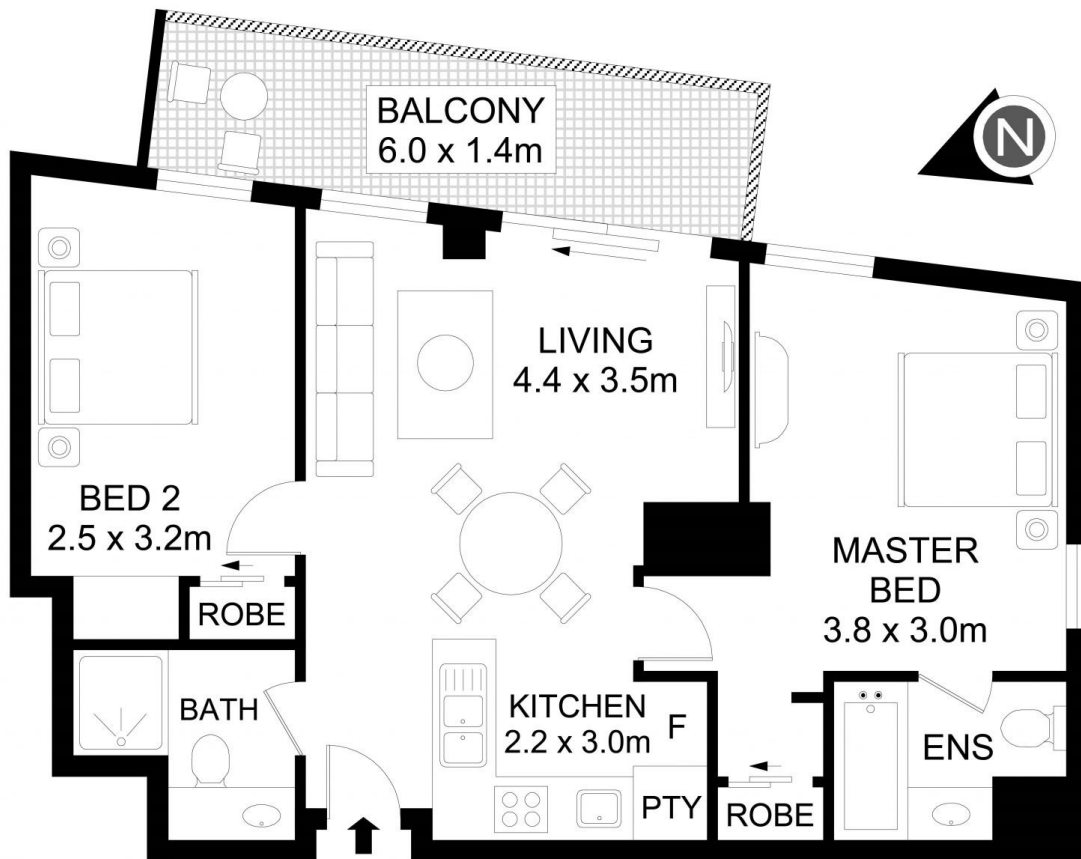 BALCONY
6.0 x 1.4m
N
LIVING
4.4 x 3.5m
BED 2
2.5 x 3.2m
MASTER
BED
3.8 x 3.0m
ROBE
BATH
KITCHEN
2.2 x 3.0m
F
ENS
PTY
ROBE